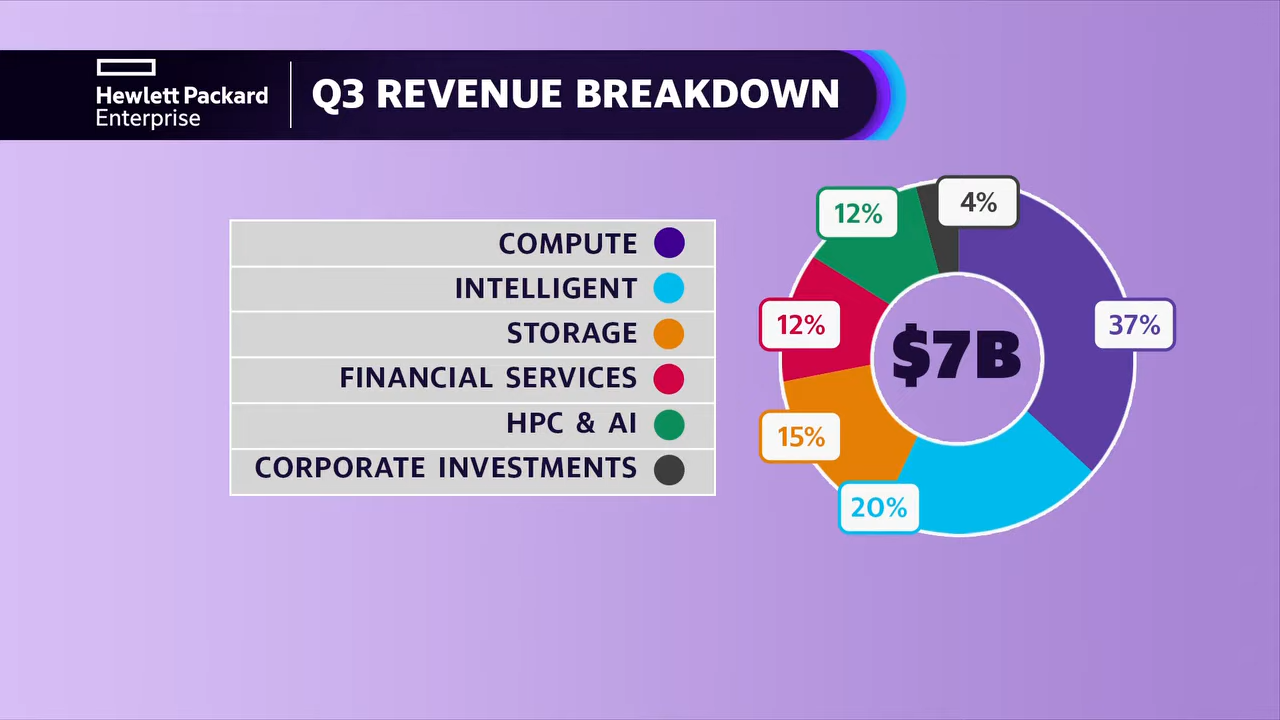 Hewlett Packard
Enterprise
Q3 REVENUE BREAKDOWN
COMPUTE
INTELLIGENT
STORAGE
FINANCIAL SERVICES
HPC & AI
CORPORATE INVESTMENTS
4%
12%
37%
12%
$7B
15%
20%